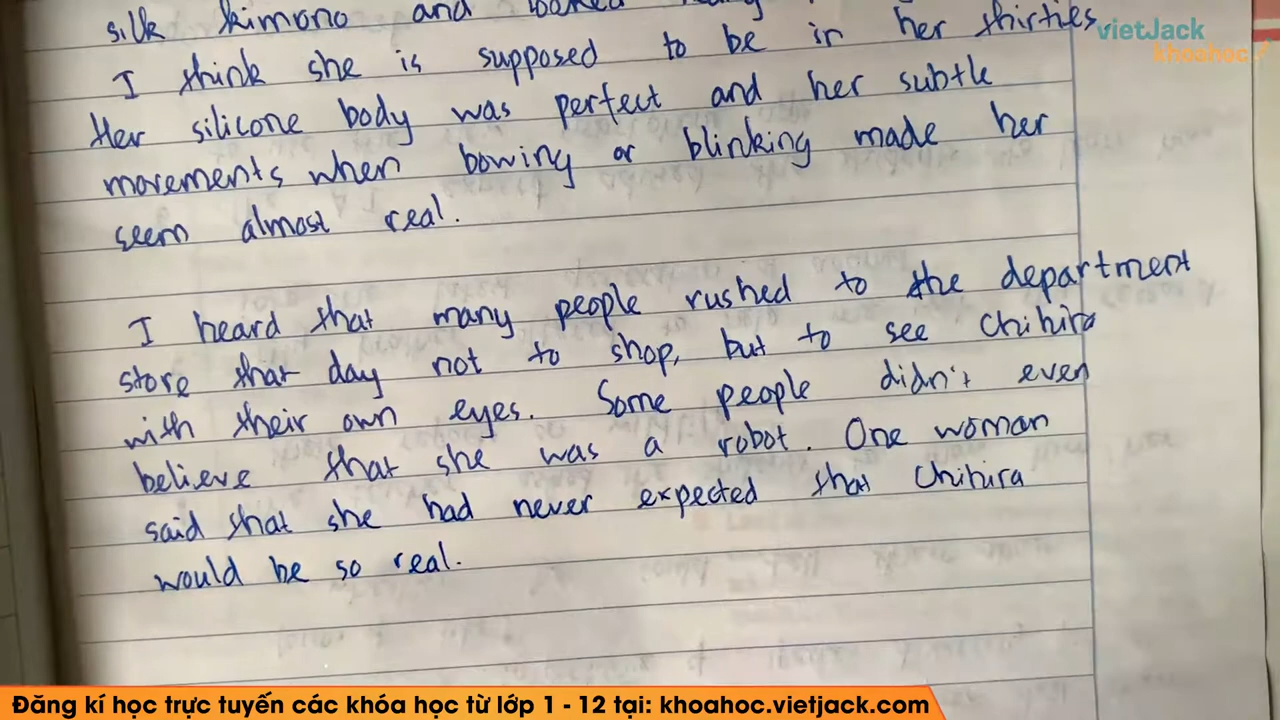 silk kimono and looked
I think she is supposed to be in her thirties
Her silicone body was perfect and her subtle
movements when bowing or blinking made her
seem almost real.
I heard that many people rushed to the department
store that day not to shop, but to see Chihira
with their own eyes. Some people didn't even
believe that she was a robot. One woman
said that she had never expected that Chihira
would be so real.
vietJack
khoahoc
Đăng kí học trực tuyến các khóa học từ lớp 1 - 12 tại: khoahoc.vietjack.com